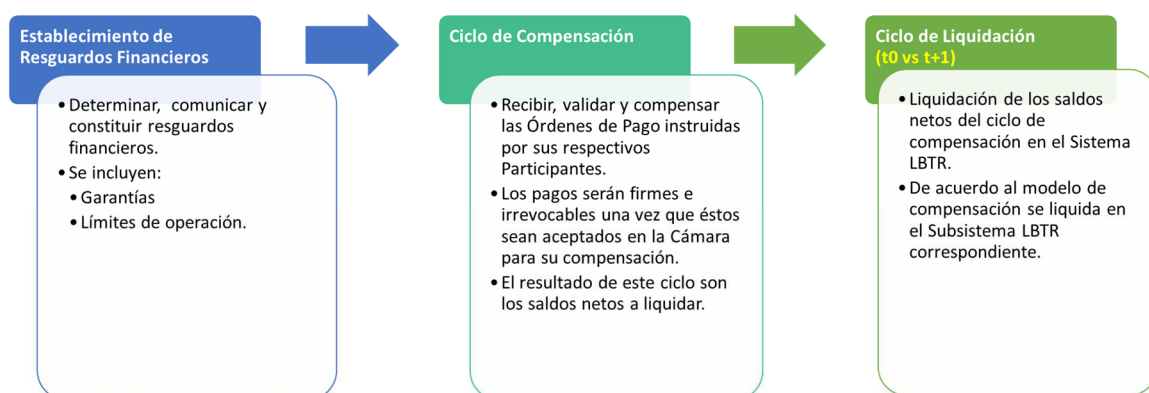 Establecimiento de
Resguardos Financieros
• Determinar, comunicar y
constituir resguardos
financieros.
• Se incluyen:
• Garantías
• Límites de operación.
Ciclo de Compensación
• Recibir, validar y compensar
las Órdenes de Pago instruidas
por sus respectivos
Participantes.
• Los pagos serán firmes e
irrevocables una vez que éstos
sean aceptados en la Cámara
para su compensación.
• El resultado de este ciclo son
los saldos netos a liquidar.
Ciclo de Liquidación
(t0 vs t+1)
• Liquidación de los saldos
netos del ciclo de
compensación en el Sistema
LBTR.
• De acuerdo al modelo de
compensación se liquida en
el Subsistema LBTR
correspondiente.